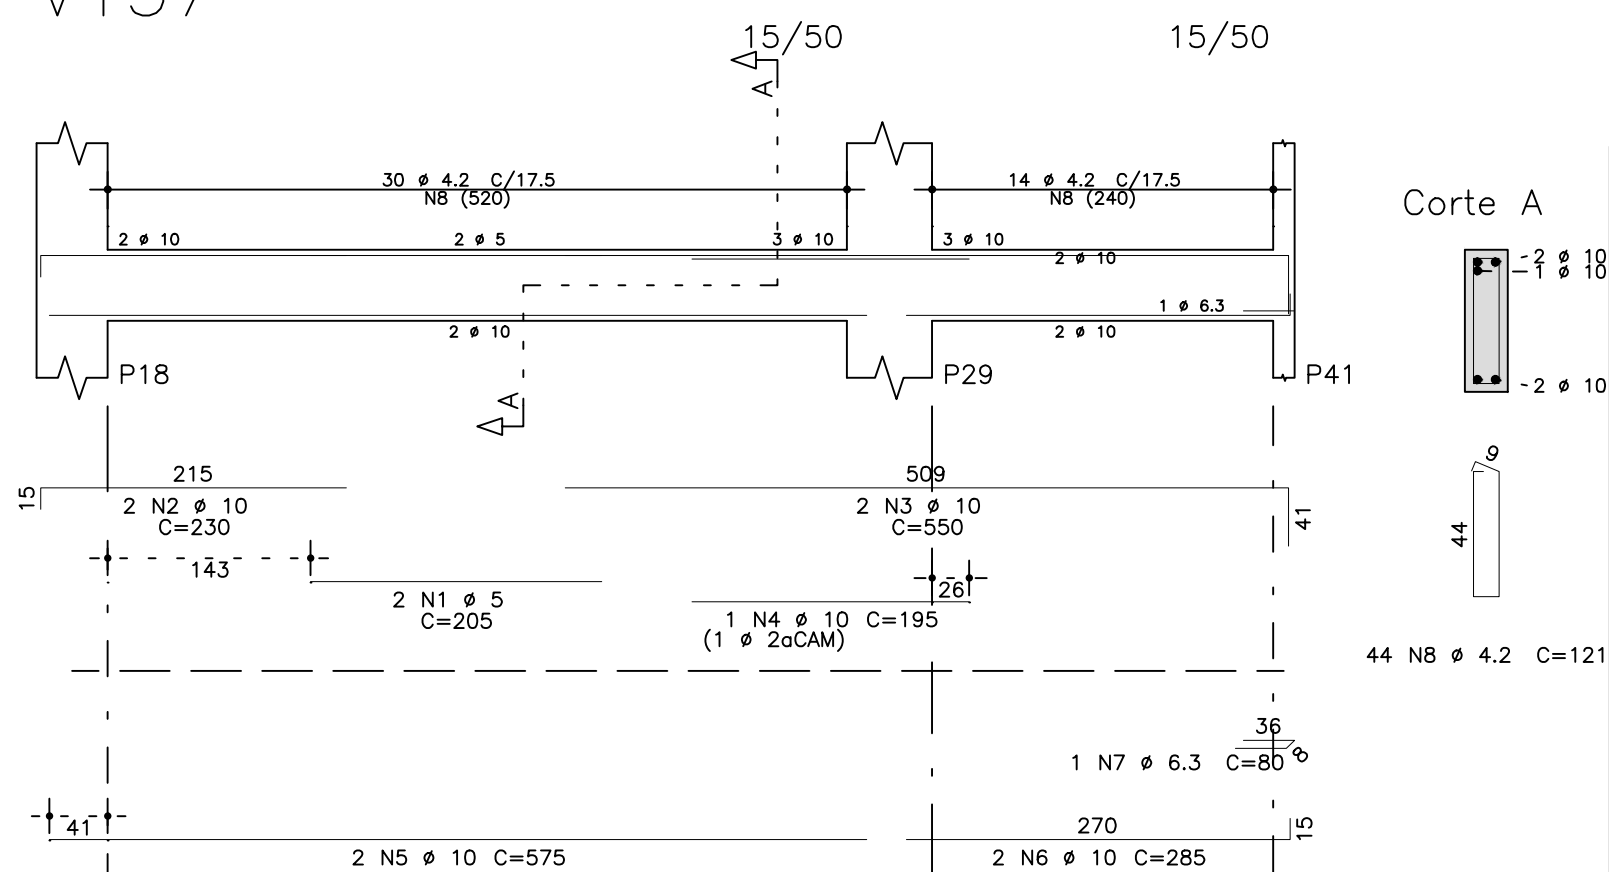 15/50
15/50
A
30 ø 4.2 C/17.5
N8 (520)
14 ø 4.2 C/17.5
N8 (240)
Corte A
2 ø 10
2 ø 5
3 ø 10
3 ø 10
2 ø 10
2 ø 10
1 ø 10
1 ø 6.3
2 ø 10
2 ø 10
P18
P29
P41
2 ø 10
A
215
509
15
2 N2 ø 10
C=230
2 N3 ø 10
C=550
41
9
44
143
26
2 N1 ø 5
C=205
1 N4 ø 10 C=195
(1 ø 2aCAM)
44 N8 ø 4.2 C=121
36
1 N7 ø 6.3 C=80
8
41
270
15
2 N5 ø 10 C=575
2 N6 ø 10 C=285